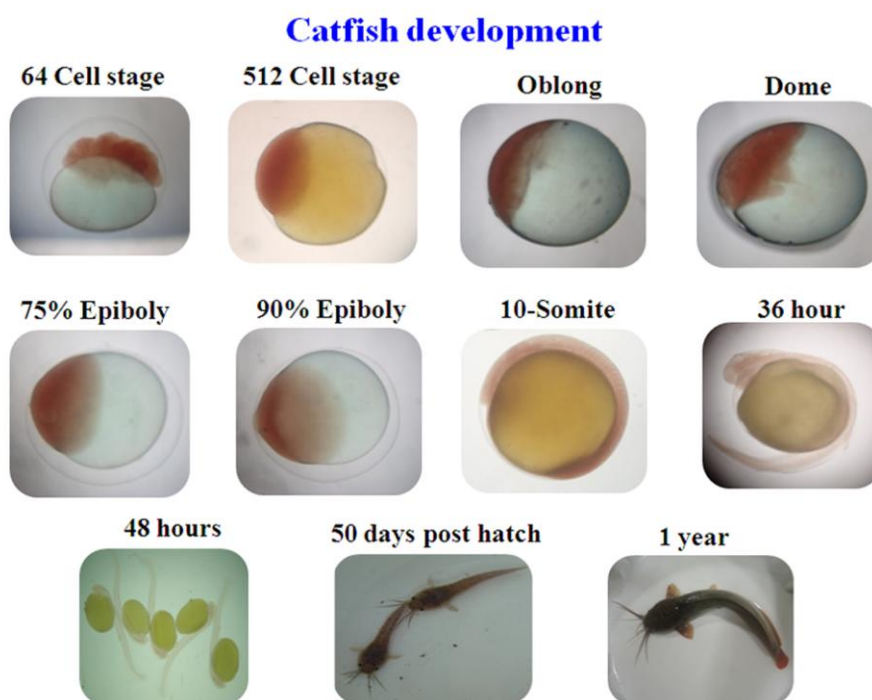 Catfish development
64 Cell stage
512 Cell stage
Oblong
Dome
75% Epiboly
90% Epiboly
10-Somite
36 hour
48 hours
50 days post hatch
1 year